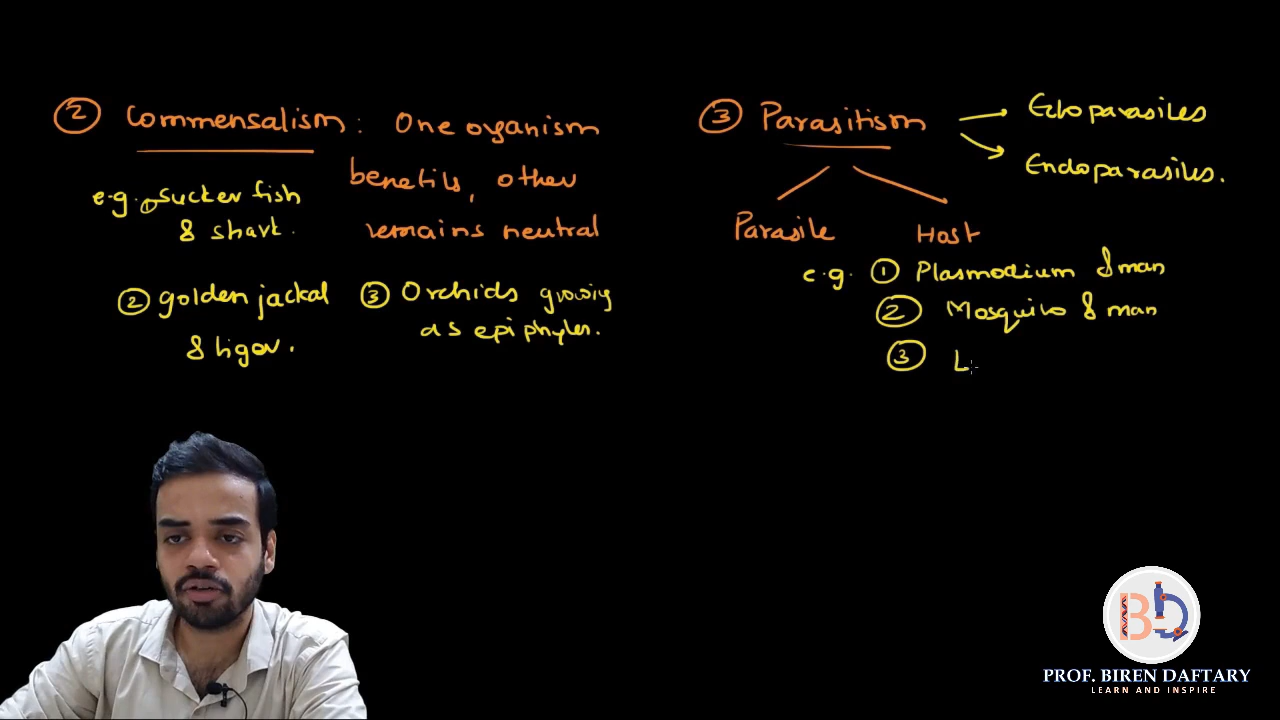 ② Commensalism : One organism
benefits, other
remains neutral
e.g. ① sucker fish
& shark.
② golden jackal
& tiger.
③ Orchids growing
as epiphytes.
③ Parasitism
Ectoparasites
Endoparasites.
Parasite Host
e.g. ① Plasmodium & man
② Mosquito & man
③ L
BD
PROF. BIREN DAFTARY
LEARN AND INSPIRE